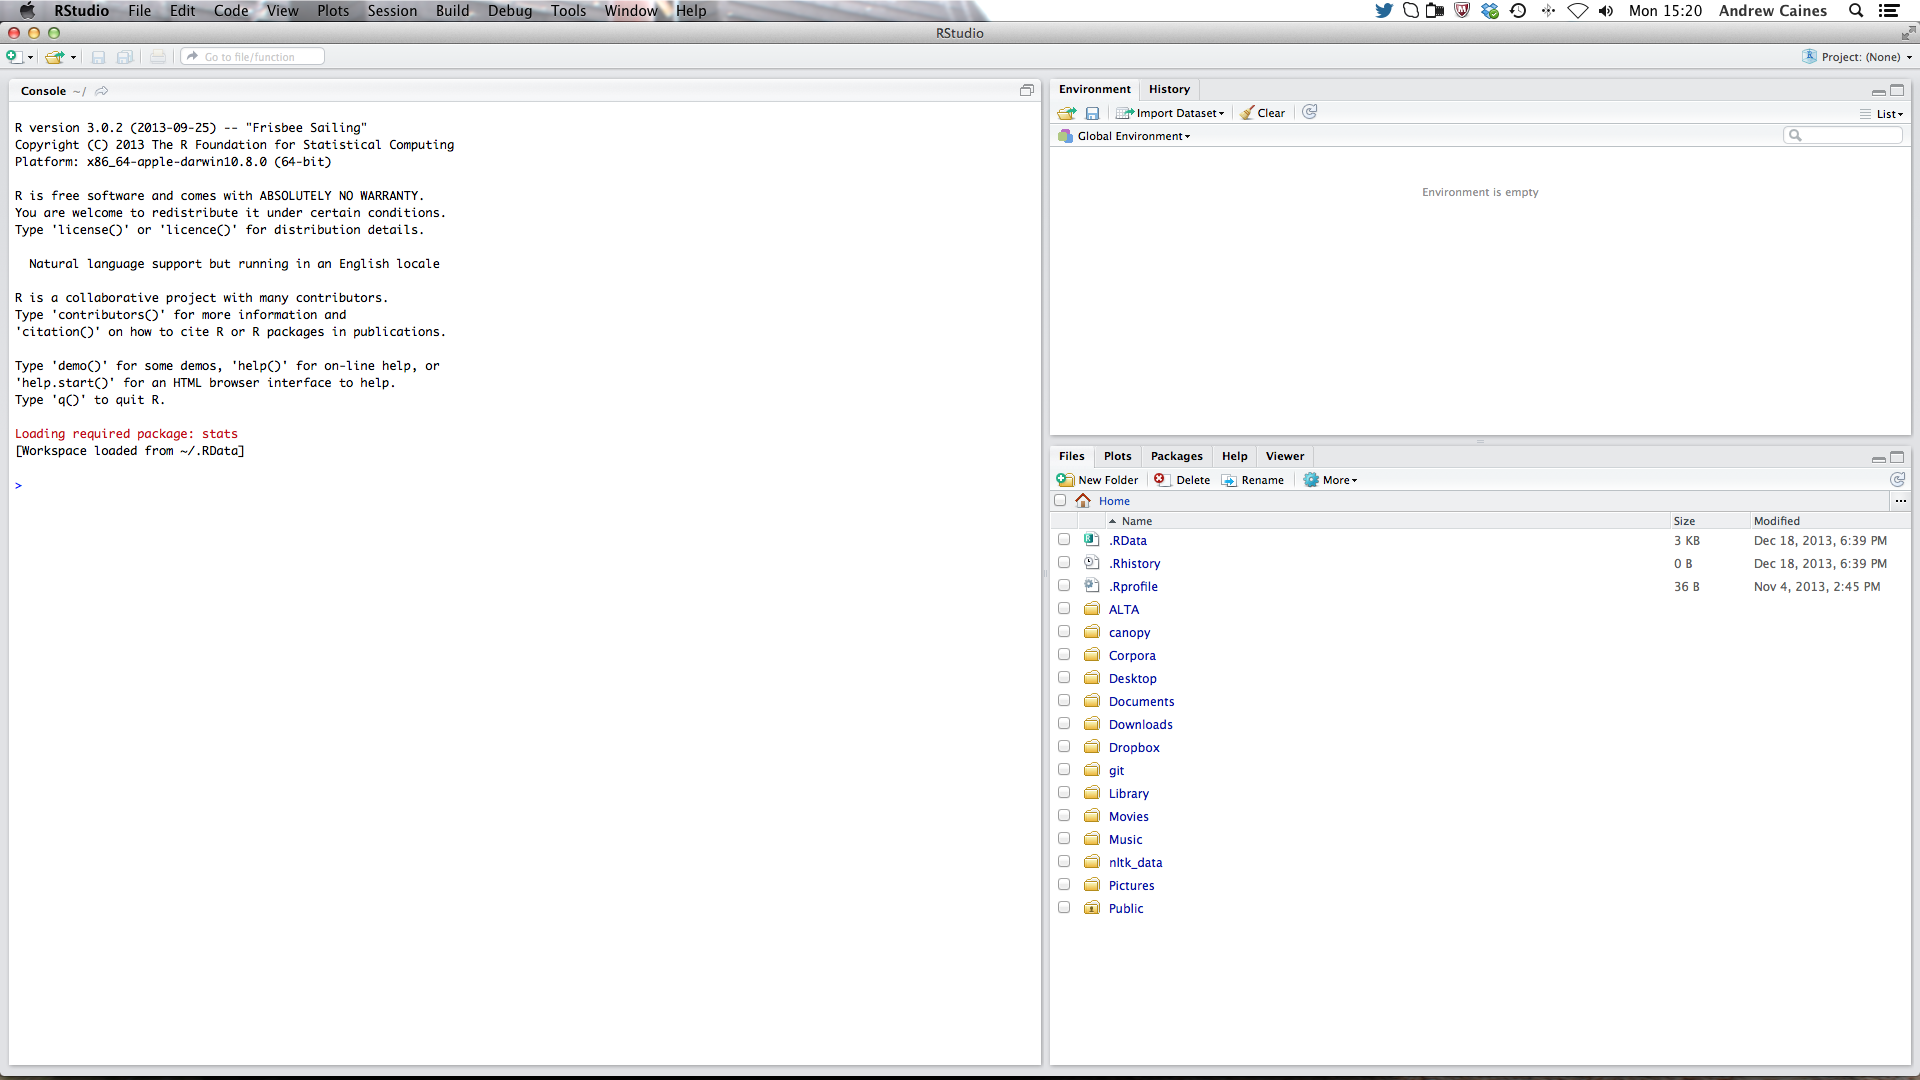 RStudio File Edit Code View Plots Session Build Debug Tools Window Help Mon 15:20 Andrew Caines
RStudio
Go to file/function Project: (None)
Console ~/
R version 3.0.2 (2013-09-25) -- "Frisbee Sailing"
Copyright (C) 2013 The R Foundation for Statistical Computing
Platform: x86_64-apple-darwin10.8.0 (64-bit)
R is free software and comes with ABSOLUTELY NO WARRANTY.
You are welcome to redistribute it under certain conditions.
Type 'license()' or 'licence()' for distribution details.
Natural language support but running in an English locale
R is a collaborative project with many contributors.
Type 'contributors()' for more information and
'citation()' on how to cite R or R packages in publications.
Type 'demo()' for some demos, 'help()' for on-line help, or
'help.start()' for an HTML browser interface to help.
Type 'q()' to quit R.
Loading required package: stats
[Workspace loaded from ~/.RData]
>
Environment History
Import Dataset Clear List
Global Environment
Environment is empty
Files Plots Packages Help Viewer
New Folder Delete Rename More
Home ...
Name Size Modified
.RData 3 KB Dec 18, 2013, 6:39 PM
.Rhistory 0 B Dec 18, 2013, 6:39 PM
.Rprofile 36 B Nov 4, 2013, 2:45 PM
ALTA
canopy
Corpora
Desktop
Documents
Downloads
Dropbox
git
Library
Movies
Music
nltk_data
Pictures
Public